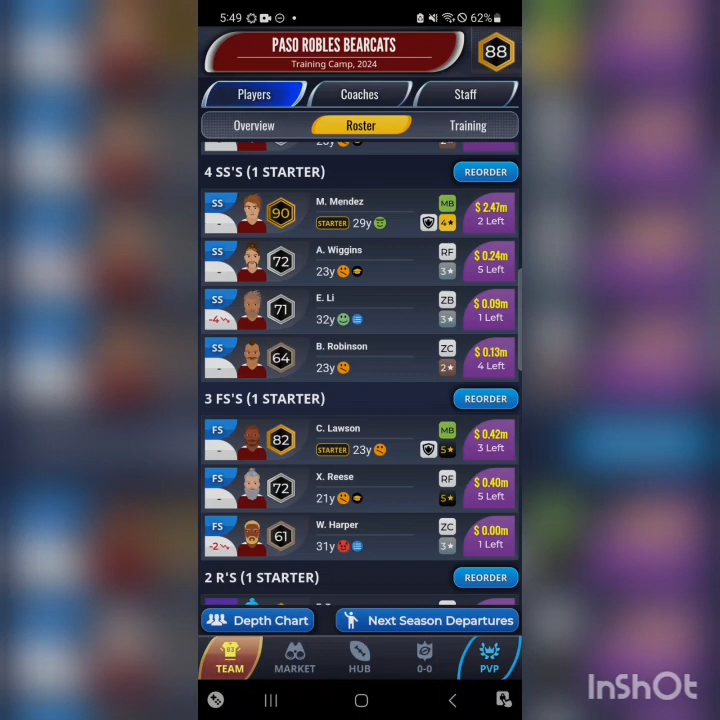 5:49
62%
PASO ROBLES BEARCATS
Training Camp, 2024
88
Players
Coaches
Staff
Overview
Roster
Training
4 SS'S (1 STARTER)
REORDER
SS
-
90
M. Mendez
STARTER 29y
MB
4★
$ 2.47m
2 Left
SS
-
72
A. Wiggins
23y
RF
3★
$ 0.24m
5 Left
SS
-4
71
E. Li
32y
ZB
3★
$ 0.09m
1 Left
SS
-
64
B. Robinson
23y
ZC
2★
$ 0.13m
4 Left
3 FS'S (1 STARTER)
REORDER
FS
-
82
C. Lawson
STARTER 23y
MB
5★
$ 0.42m
3 Left
FS
-
72
X. Reese
21y
RF
5★
$ 0.40m
5 Left
FS
-2
61
W. Harper
31y
ZC
3★
$ 0.00m
1 Left
2 R'S (1 STARTER)
REORDER
Depth Chart
Next Season Departures
83
TEAM
MARKET
HUB
0-0
PVP
InShOt